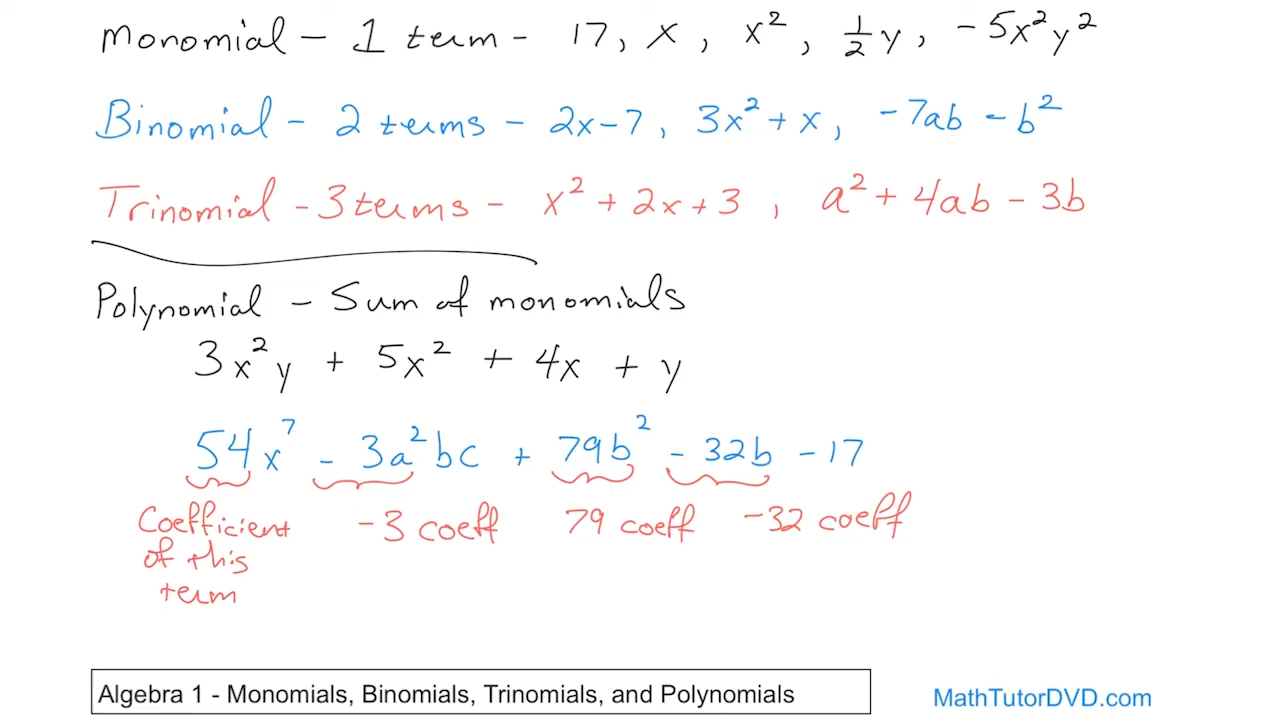 Monomial – 1 term – 17, x, x², ½y, -5x²y²
Binomial – 2 terms – 2x-7, 3x²+x, -7ab - b²
Trinomial – 3 terms – x² + 2x + 3, a² + 4ab - 3b
Polynomial – Sum of monomials
3x²y + 5x² + 4x + y
54x⁷ - 3a²bc + 79b² - 32b - 17
Coefficient of this term
-3 coeff 79 coeff -32 coeff
Algebra 1 - Monomials, Binomials, Trinomials, and Polynomials
MathTutorDVD.com